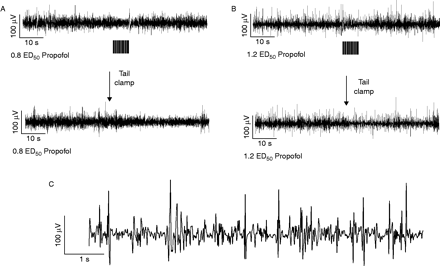 A
100 µV
10 s
0.8 ED50 Propofol
Tail
clamp
100 µV
10 s
0.8 ED50 Propofol
B
100 µV
10 s
1.2 ED50 Propofol
Tail
clamp
100 µV
10 s
1.2 ED50 Propofol
C
100 µV
1 s